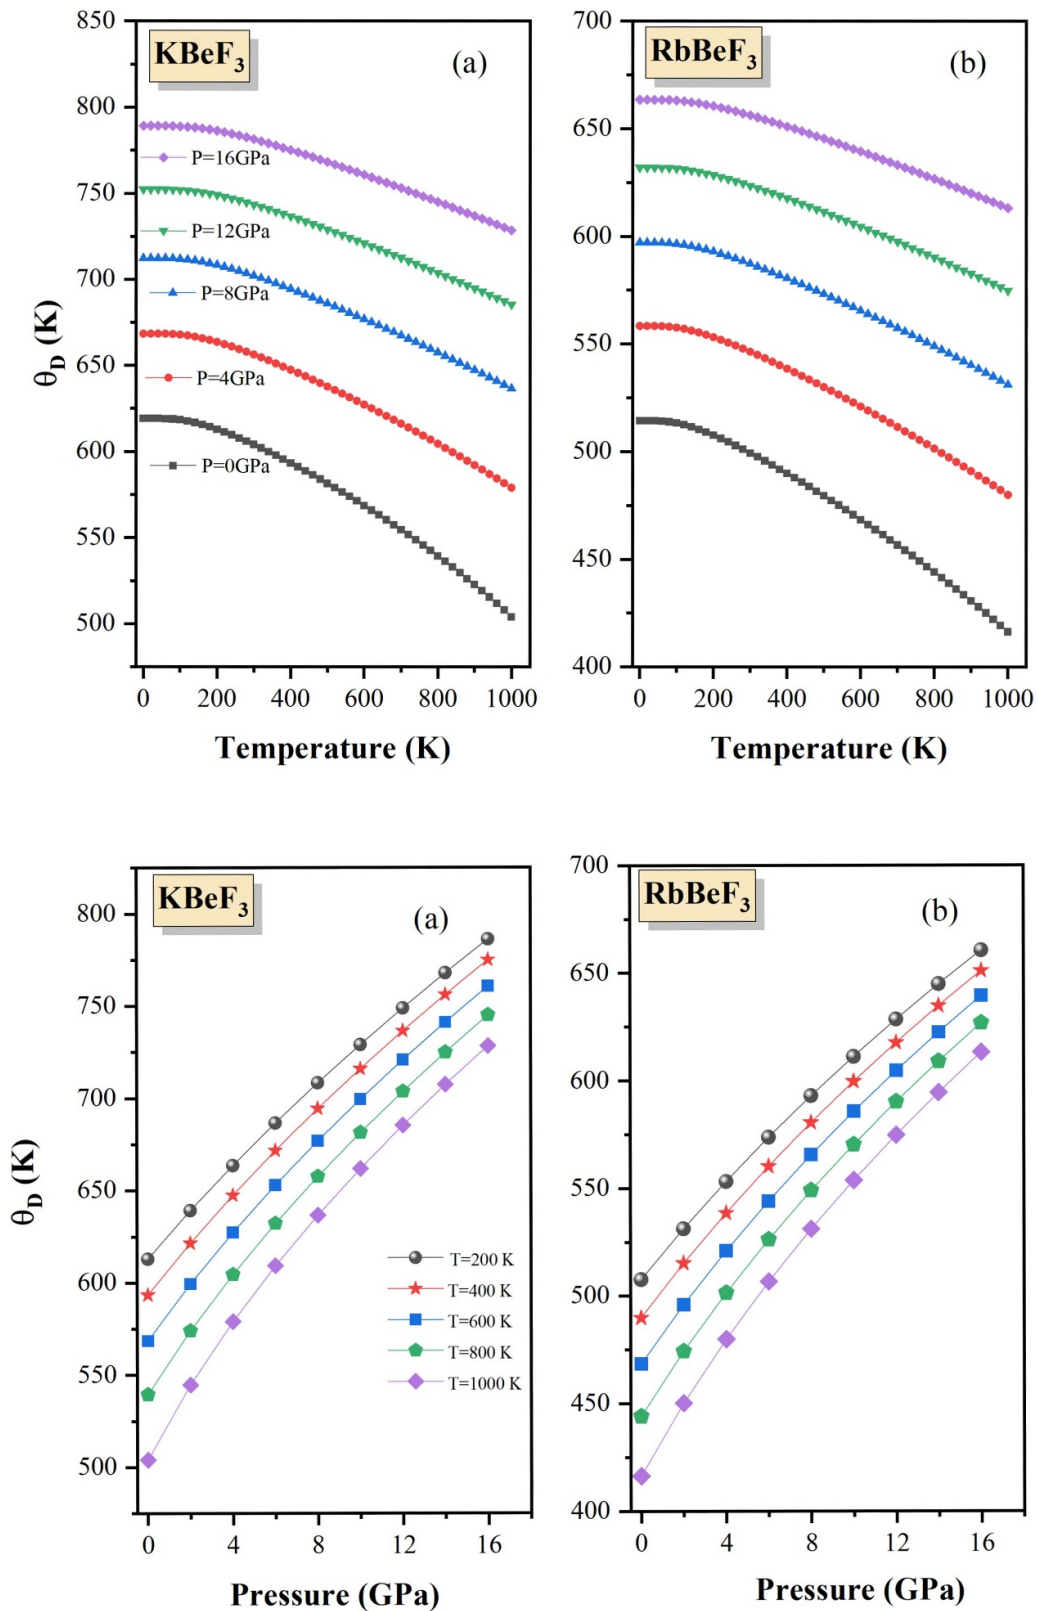 KBeF3
(a)
850
800
750
700
650
600
550
500
θD (K)
P=16GPa
P=12GPa
P=8GPa
P=4GPa
P=0GPa
0 200 400 600 800 1000
Temperature (K)
RbBeF3
(b)
700
650
600
550
500
450
400
0 200 400 600 800 1000
Temperature (K)
KBeF3
(a)
800
750
700
650
600
550
500
θD (K)
T=200 K
T=400 K
T=600 K
T=800 K
T=1000 K
0 4 8 12 16
Pressure (GPa)
RbBeF3
(b)
700
650
600
550
500
450
400
0 4 8 12 16
Pressure (GPa)